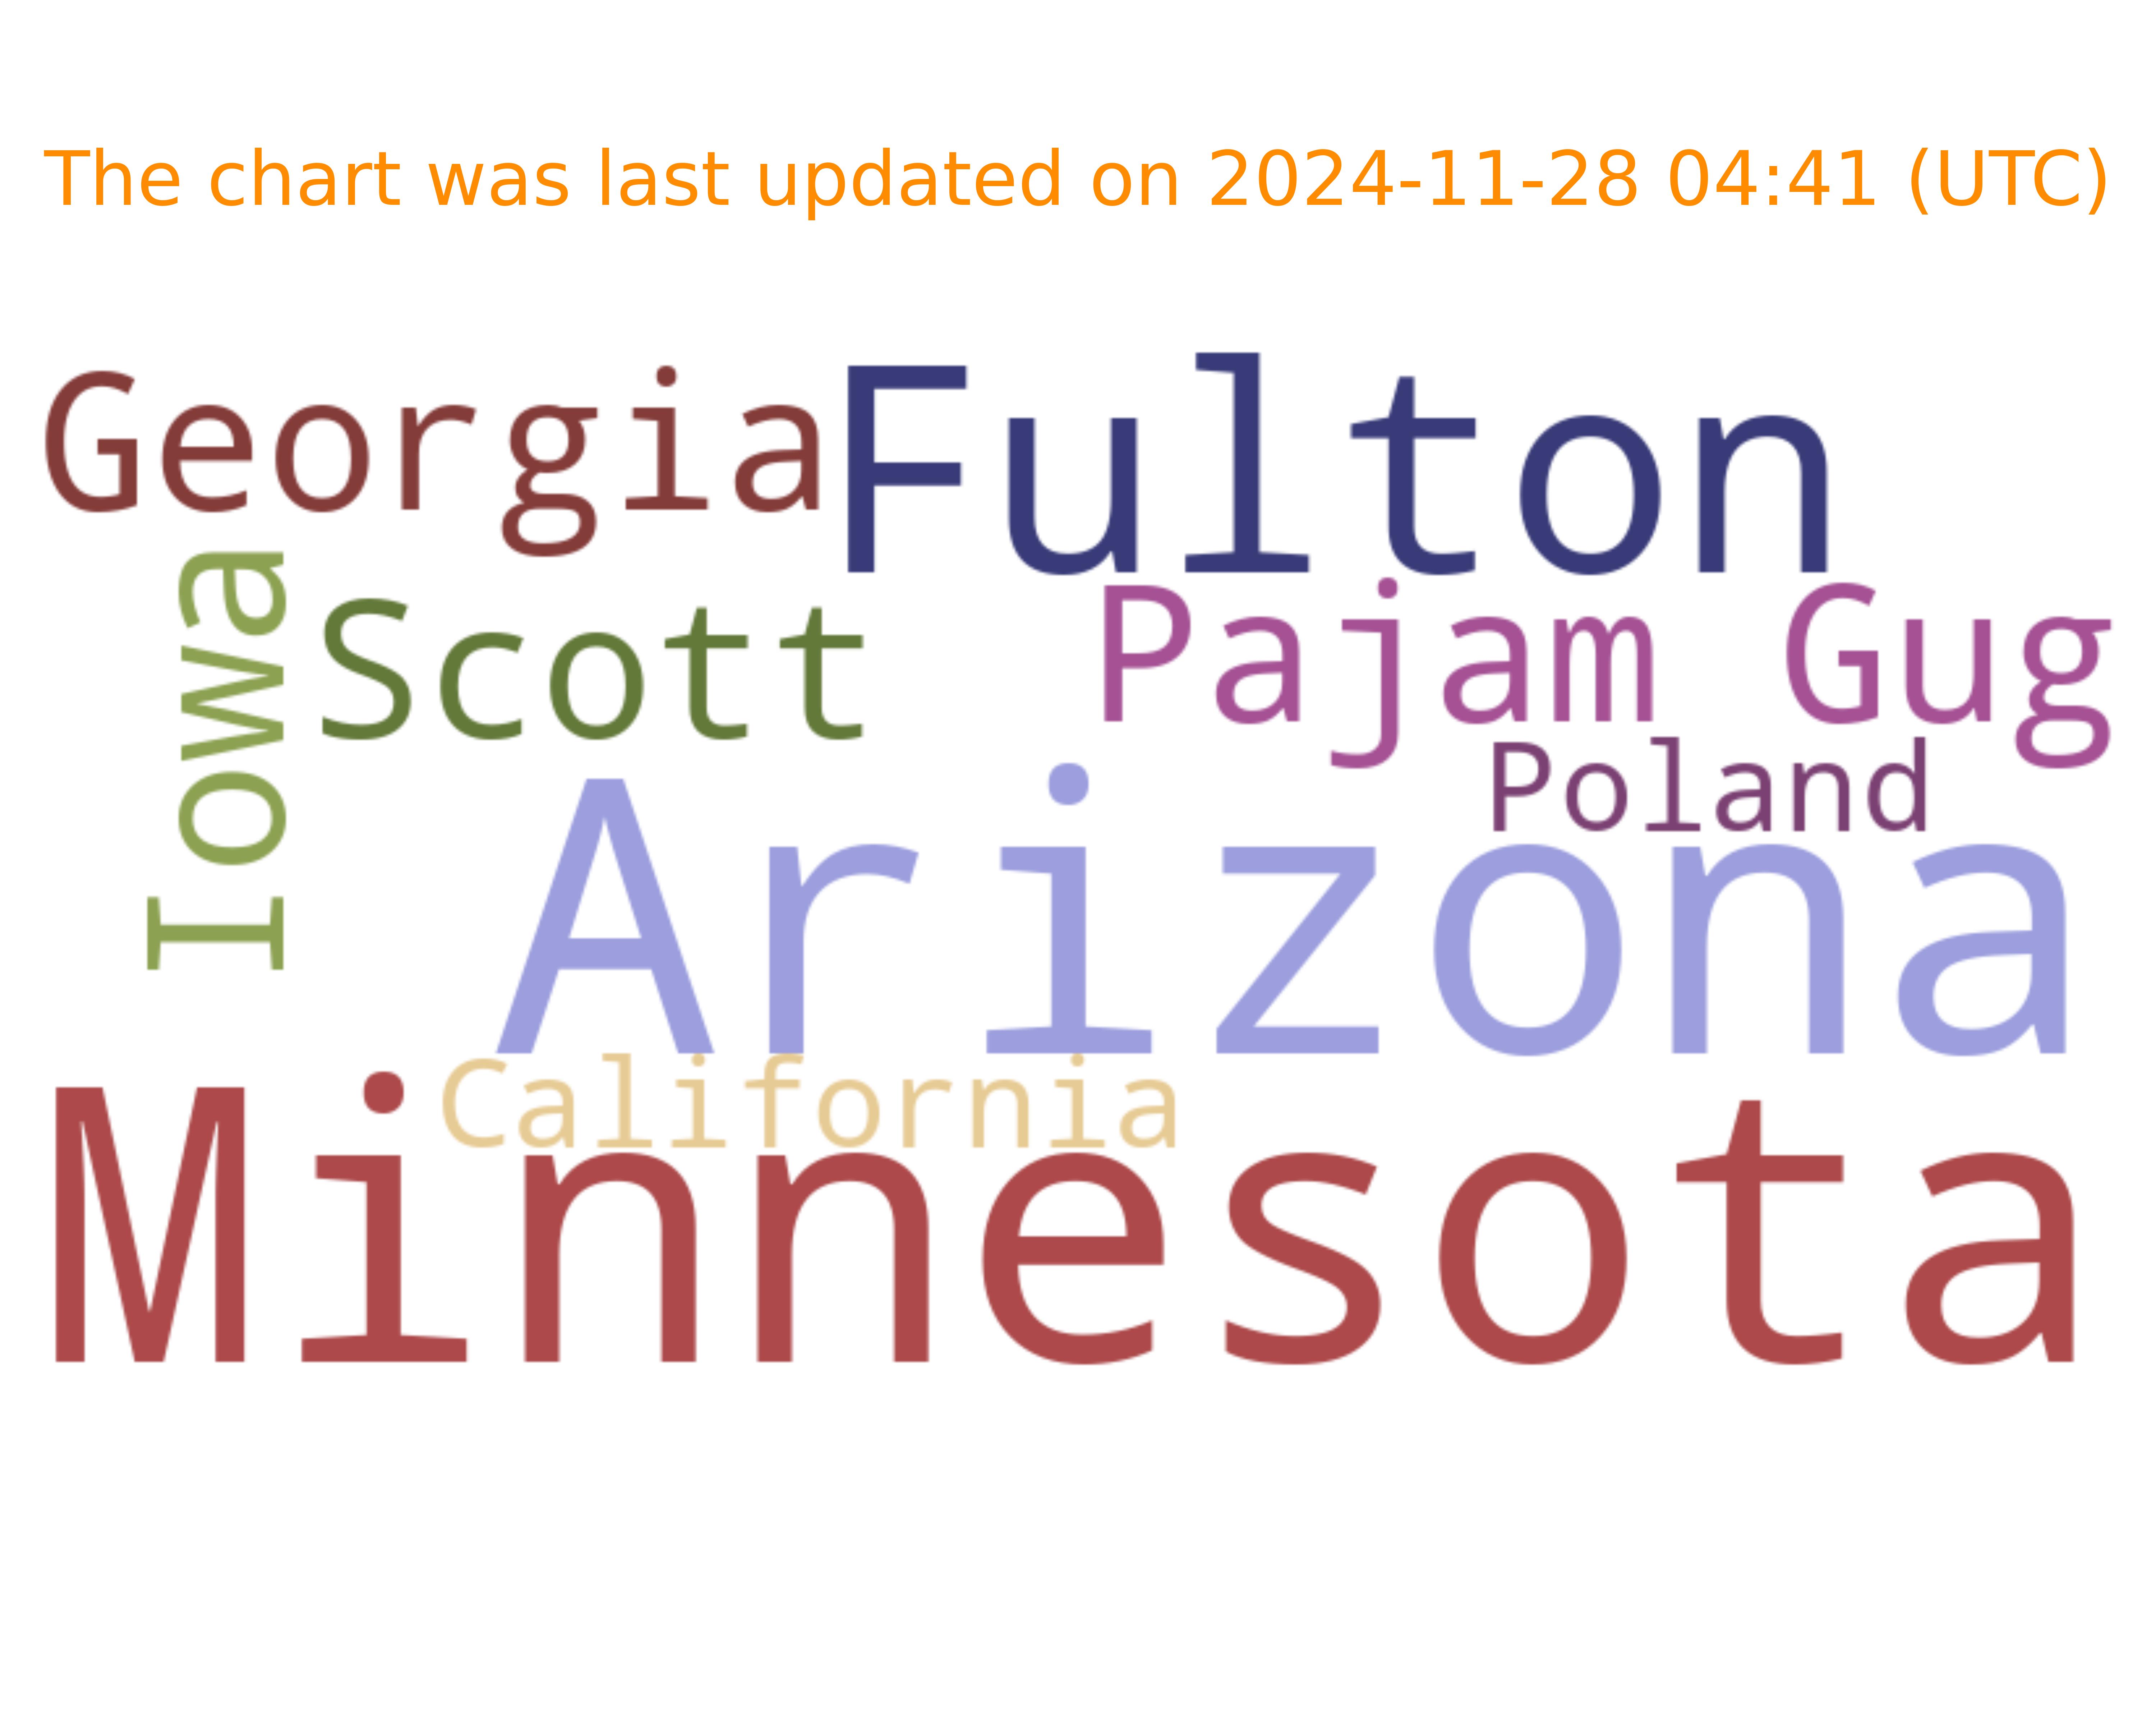 The chart was last updated on 2024-11-28 04:41 (UTC)
Georgia
Fulton
Iowa
Scott
Pajam Gug
Poland
Arizona
California
Minnesota